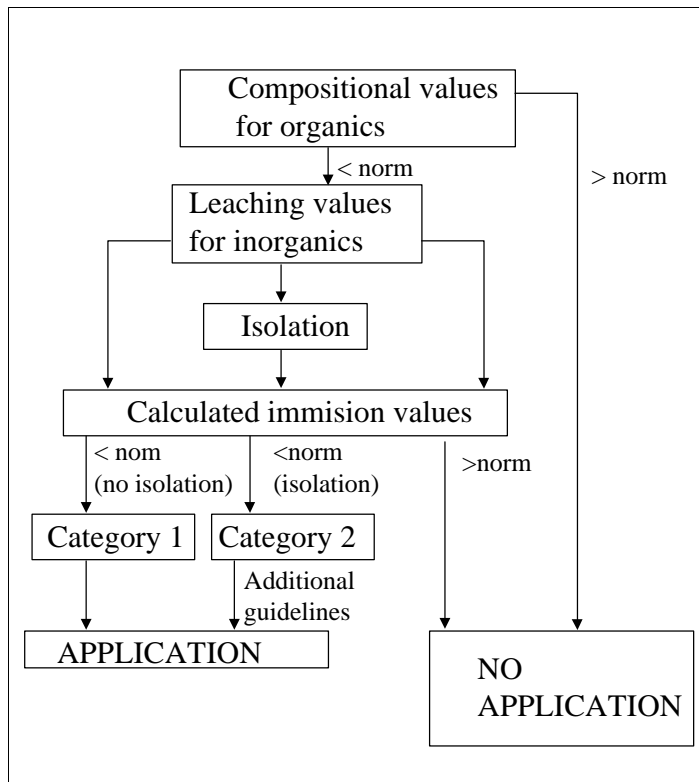 Compositional values
for organics
< norm
> norm
Leaching values
for inorganics
Isolation
Calculated immision values
< nom
(no isolation)
<norm
(isolation)
>norm
Category 1
Category 2
Additional
guidelines
APPLICATION
NO
APPLICATION